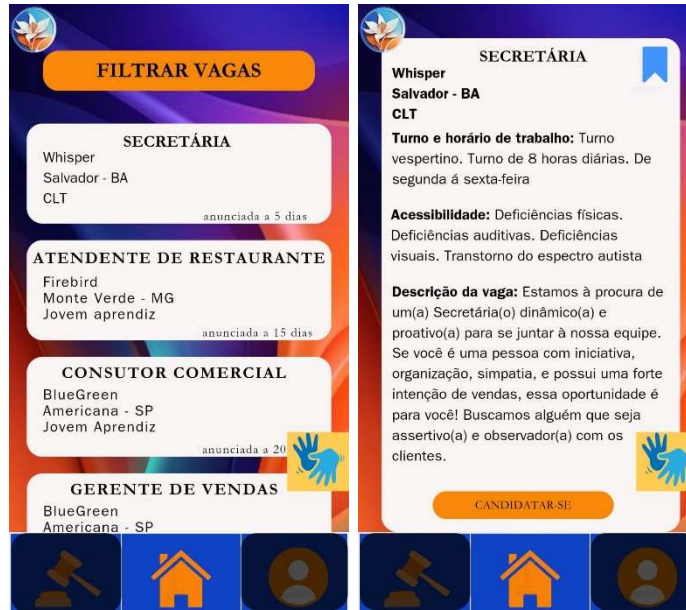 FILTRAR VAGAS
SECRETÁRIA
Whisper
Salvador - BA
CLT
anunciada a 5 dias
ATENDENTE DE RESTAURANTE
Firebird
Monte Verde - MG
Jovem aprendiz
anunciada a 15 dias
CONSUTOR COMERCIAL
BlueGreen
Americana - SP
Jovem Aprendiz
anunciada a 20
GERENTE DE VENDAS
BlueGreen
Americana - SP
SECRETÁRIA
Whisper
Salvador - BA
CLT
Turno e horário de trabalho: Turno
vespertino. Turno de 8 horas diárias. De
segunda á sexta-feira
Acessibilidade: Deficiências físicas.
Deficiências auditivas. Deficiências
visuais. Transtorno do espectro autista
Descrição da vaga: Estamos à procura de
um(a) Secretária(o) dinâmico(a) e
proativo(a) para se juntar à nossa equipe.
Se você é uma pessoa com iniciativa,
organização, simpatia, e possui uma forte
intenção de vendas, essa oportunidade é
para você! Buscamos alguém que seja
assertivo(a) e observador(a) com os
clientes.
CANDIDATAR-SE